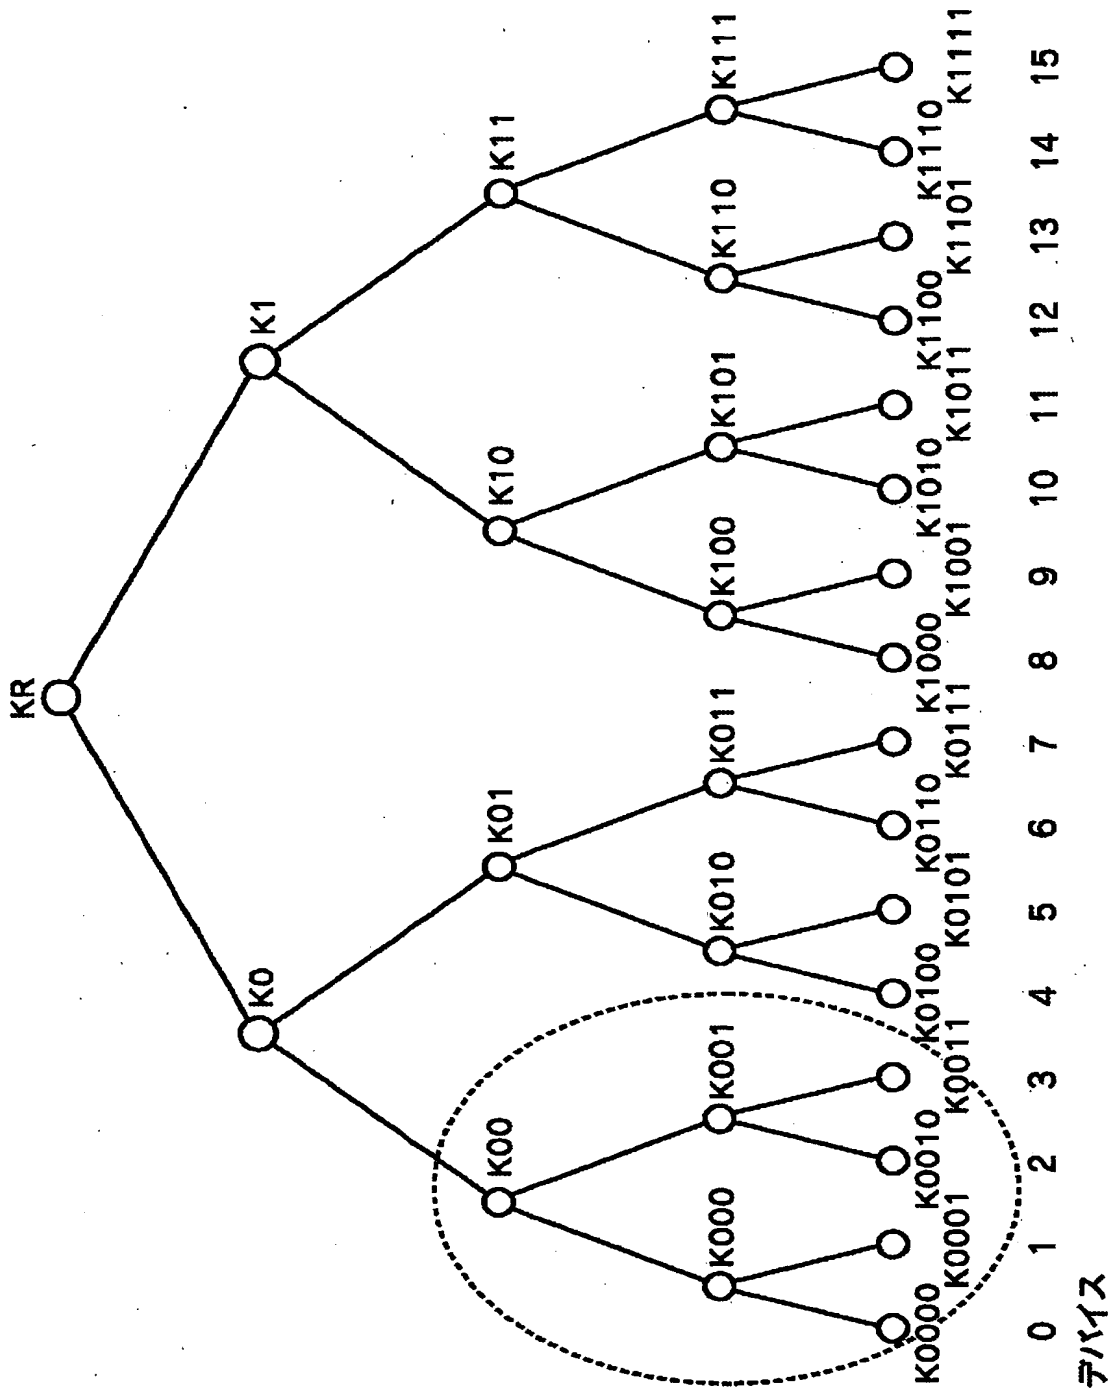 KR
K0
K1
K00
K01
K10
K11
K000
K001
K010
K011
K100
K101
K110
K111
K0000
K0001
K0010
K0011
K0100
K0101
K0110
K0111
K1000
K1001
K1010
K1011
K1100
K1101
K1110
K1111
0 1 2 3 4 5 6 7 8 9 10 11 12 13 14 15
デバイス